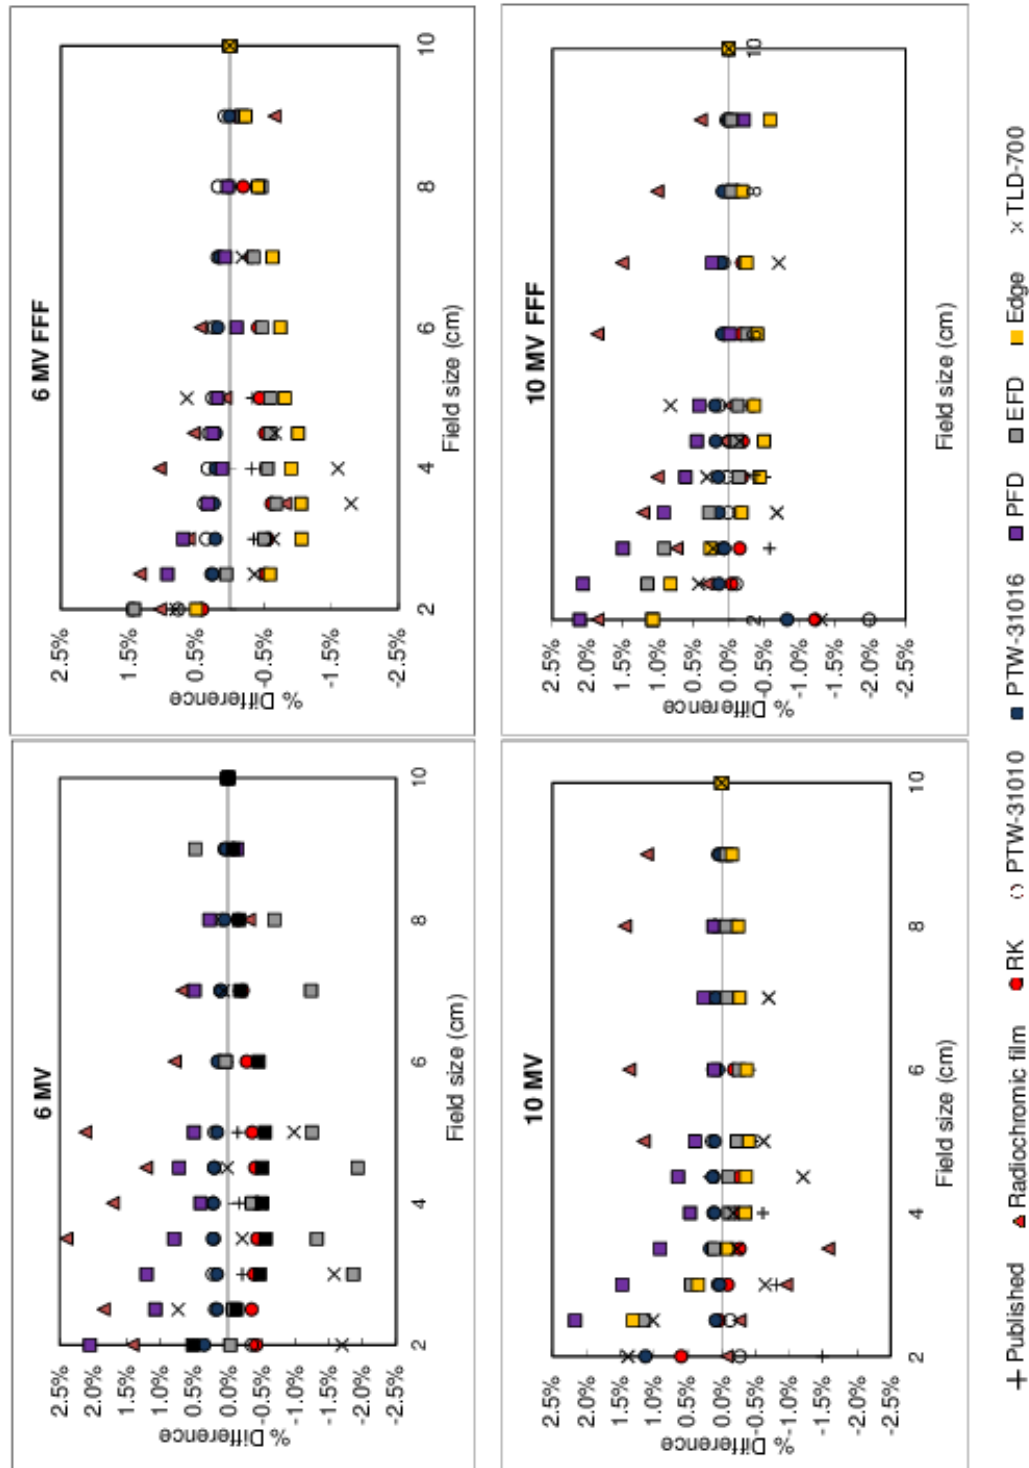 6 MV
2.5%
2.0%
1.5%
1.0%
0.5%
0.0%
-0.5%
-1.0%
-1.5%
-2.0%
-2.5%
% Difference
2 4 6 8 10
Field size (cm)
6 MV FFF
2.5%
1.5%
0.5%
-0.5%
-1.5%
-2.5%
% Difference
2 4 6 8 10
Field size (cm)
10 MV
2.5%
2.0%
1.5%
1.0%
0.5%
0.0%
-0.5%
-1.0%
-1.5%
-2.0%
-2.5%
% Difference
2 4 6 8 10
Field size (cm)
10 MV FFF
2.5%
2.0%
1.5%
1.0%
0.5%
0.0%
-0.5%
-1.0%
-1.5%
-2.0%
-2.5%
% Difference
2 4 6 8 10
Field size (cm)
Published Radiochromic film RK PTW-31010 PTW-31016 PFD EFD Edge TLD-700